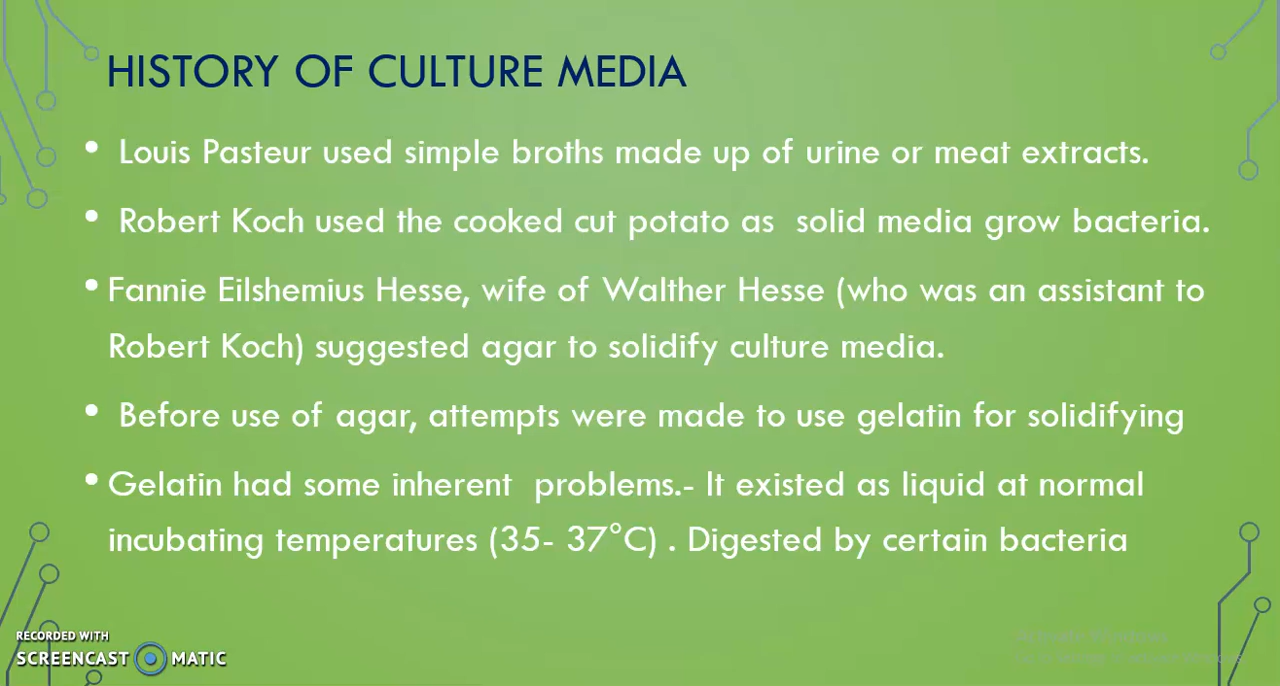 HISTORY OF CULTURE MEDIA
• Louis Pasteur used simple broths made up of urine or meat extracts.
• Robert Koch used the cooked cut potato as solid media grow bacteria.
• Fannie Eilshemius Hesse, wife of Walther Hesse (who was an assistant to
Robert Koch) suggested agar to solidify culture media.
• Before use of agar, attempts were made to use gelatin for solidifying
• Gelatin had some inherent problems.- It existed as liquid at normal
incubating temperatures (35- 37°C) . Digested by certain bacteria
RECORDED WITH
SCREENCAST MATIC
Activate Windows